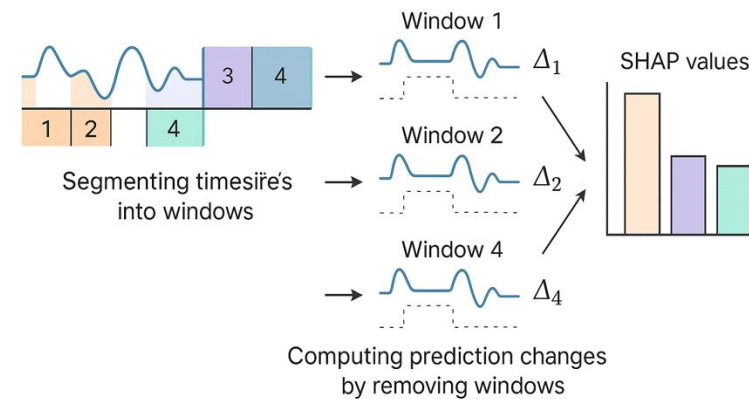 Window 1
3 4
Δ1
SHAP values
1 2 4
Window 2
Segmenting timesire's
into windows
Δ2
Window 4
Δ4
Computing prediction changes
by removing windows